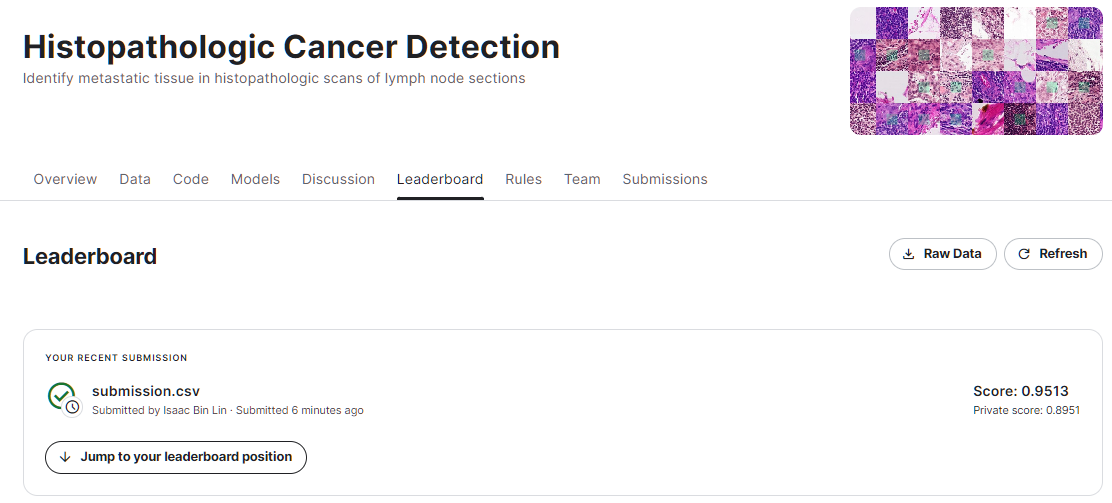 Histopathologic Cancer Detection
Identify metastatic tissue in histopathologic scans of lymph node sections
Overview Data Code Models Discussion Leaderboard Rules Team Submissions
Leaderboard
Raw Data Refresh
YOUR RECENT SUBMISSION
submission.csv Score: 0.9513
Submitted by Isaac Bin Lin · Submitted 6 minutes ago Private score: 0.8951
Jump to your leaderboard position